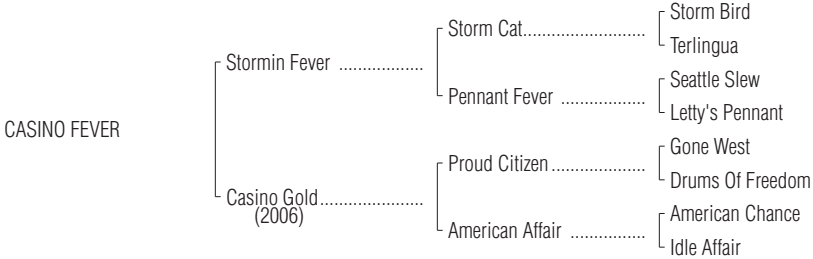 Storm Bird
Storm Cat.........................
Terlingua
Stormin Fever ..................
Seattle Slew
Pennant Fever ..................
Letty's Pennant
CASINO FEVER
Gone West
Proud Citizen....................
Drums Of Freedom
Casino Gold......................
(2006)
American Chance
American Affair ................
Idle Affair